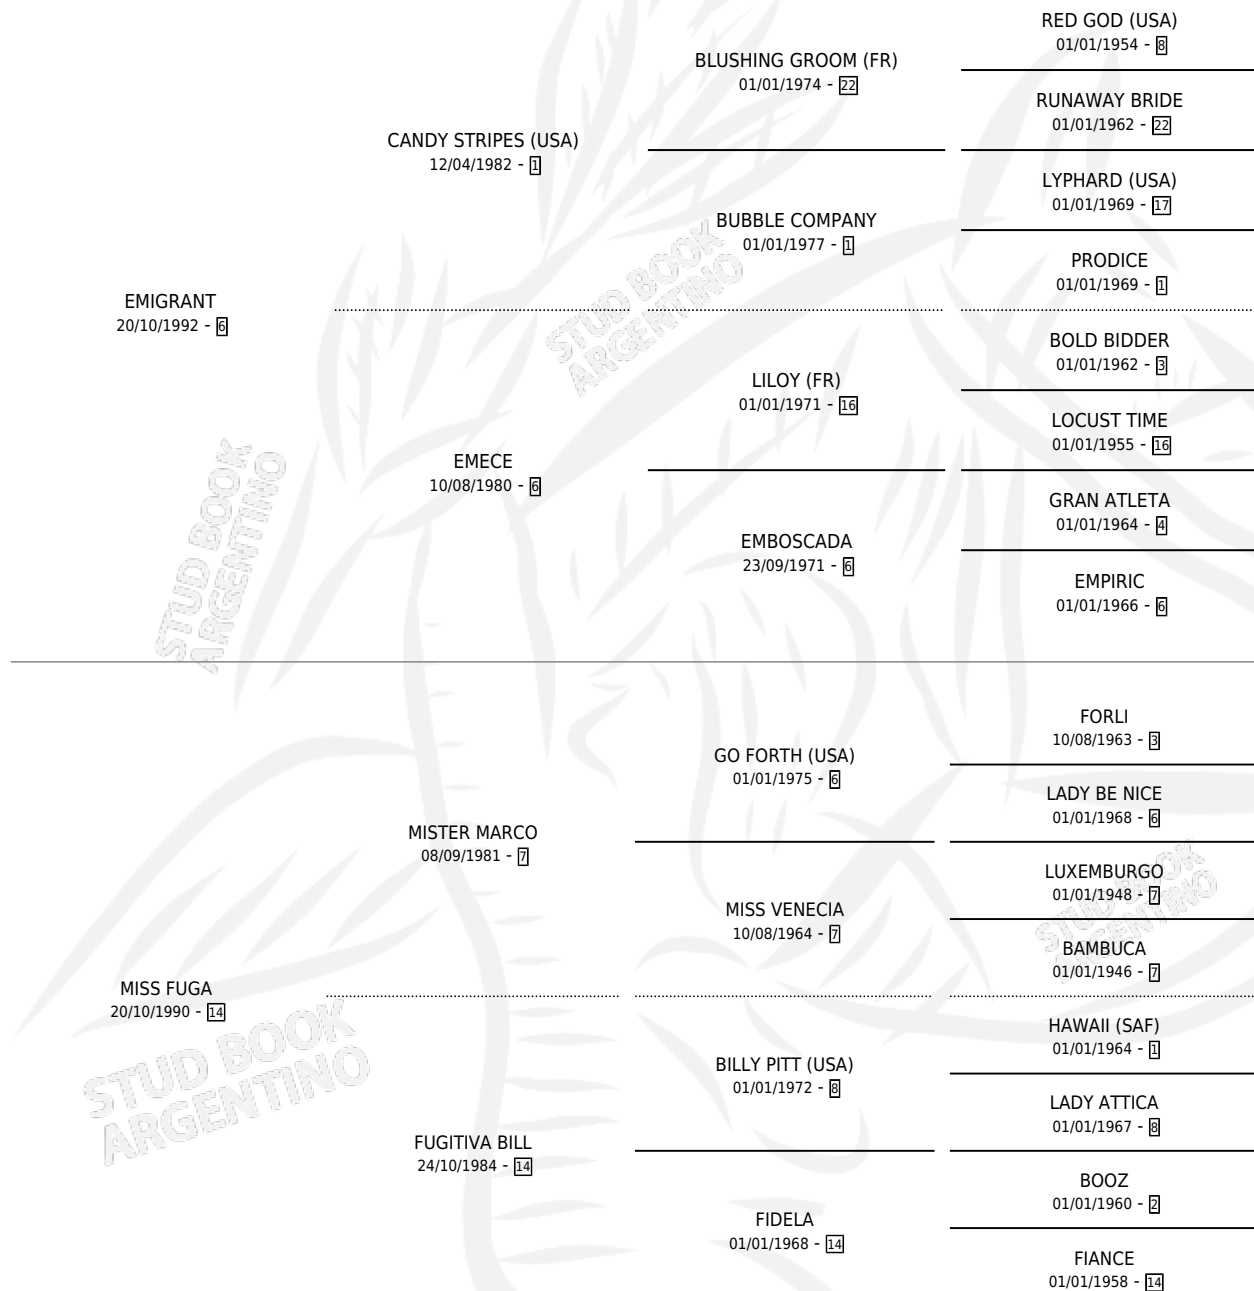 RED GOD (USA)
01/01/1954 - 8
BLUSHING GROOM (FR)
01/01/1974 - 22
RUNAWAY BRIDE
01/01/1962 - 22
CANDY STRIPES (USA)
12/04/1982 - 1
LYPHARD (USA)
01/01/1969 - 17
BUBBLE COMPANY
01/01/1977 - 1
PRODICE
01/01/1969 - 1
EMIGRANT
20/10/1992 - 6
STUD BOOK
ARGENTINO
BOLD BIDDER
01/01/1962 - 3
LILOY (FR)
01/01/1971 - 16
LOCUST TIME
01/01/1955 - 16
EMECE
10/08/1980 - 6
GRAN ATLETA
01/01/1964 - 4
EMBOSCADA
23/09/1971 - 6
EMPIRIC
01/01/1966 - 6
STUD BOOK
ARGENTINO
FORLI
10/08/1963 - 3
GO FORTH (USA)
01/01/1975 - 6
LADY BE NICE
01/01/1968 - 6
MISTER MARCO
08/09/1981 - 7
LUXEMBURGO
01/01/1948 - 7
MISS VENECIA
10/08/1964 - 7
BAMBUCA
01/01/1946 - 7
STUD BOOK
ARGENTINO
MISS FUGA
20/10/1990 - 14
HAWAII (SAF)
01/01/1964 - 1
BILLY PITT (USA)
01/01/1972 - 8
LADY ATTICA
01/01/1967 - 8
STUD BOOK
ARGENTINO
FUGITIVA BILL
24/10/1984 - 14
BOOZ
01/01/1960 - 2
FIDELA
01/01/1968 - 14
FIANCE
01/01/1958 - 14